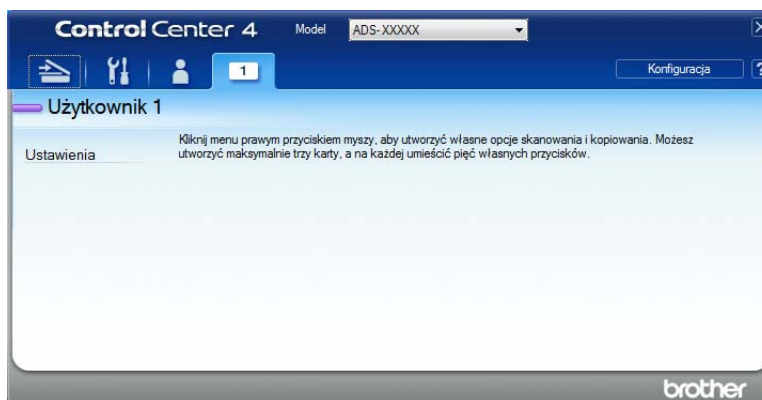 Control Center 4 Model ADS-XXXXX
1 Konfiguracja ?
Użytkownik 1
Ustawienia
Kliknij menu prawym przyciskiem myszy, aby utworzyć własne opcje skanowania i kopiowania. Możesz
utworzyć maksymalnie trzy karty, a na każdej umieścić pięć własnych przycisków.
brother